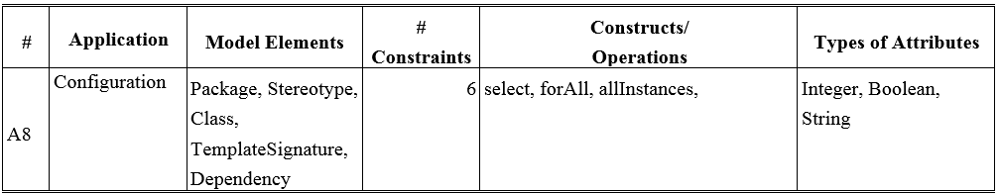 # Application Model Elements # Constraints Constructs/ Operations Types of Attributes
A8 Configuration Package, Stereotype, Class, TemplateSignature, Dependency 6 select, forAll, allInstances, Integer, Boolean, String